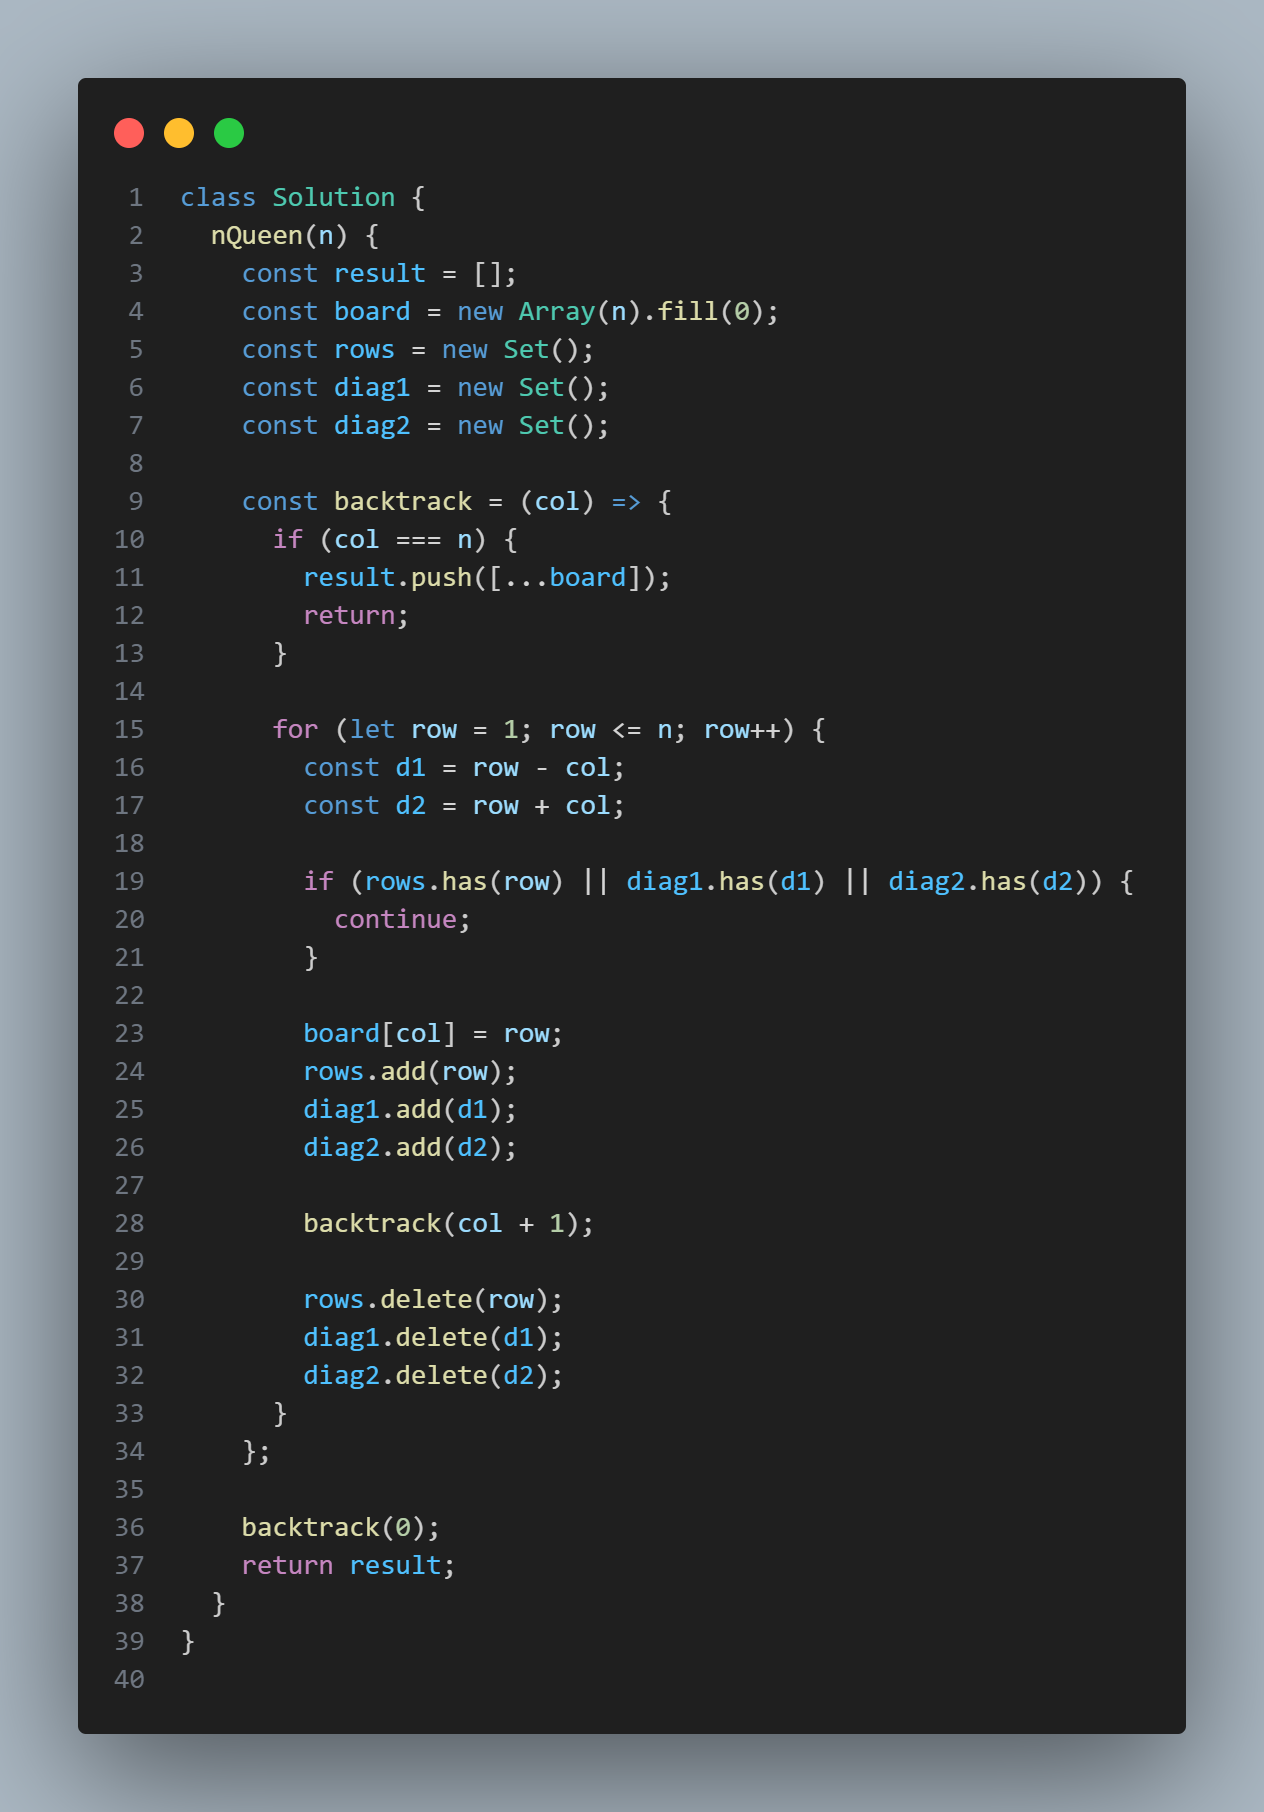 1 class Solution {
2 nQueen(n) {
3 const result = [];
4 const board = new Array(n).fill(0);
5 const rows = new Set();
6 const diag1 = new Set();
7 const diag2 = new Set();
8
9 const backtrack = (col) => {
10 if (col === n) {
11 result.push([...board]);
12 return;
13 }
14
15 for (let row = 1; row <= n; row++) {
16 const d1 = row - col;
17 const d2 = row + col;
18
19 if (rows.has(row) || diag1.has(d1) || diag2.has(d2)) {
20 continue;
21 }
22
23 board[col] = row;
24 rows.add(row);
25 diag1.add(d1);
26 diag2.add(d2);
27
28 backtrack(col + 1);
29
30 rows.delete(row);
31 diag1.delete(d1);
32 diag2.delete(d2);
33 }
34 };
35
36 backtrack(0);
37 return result;
38 }
39 }
40